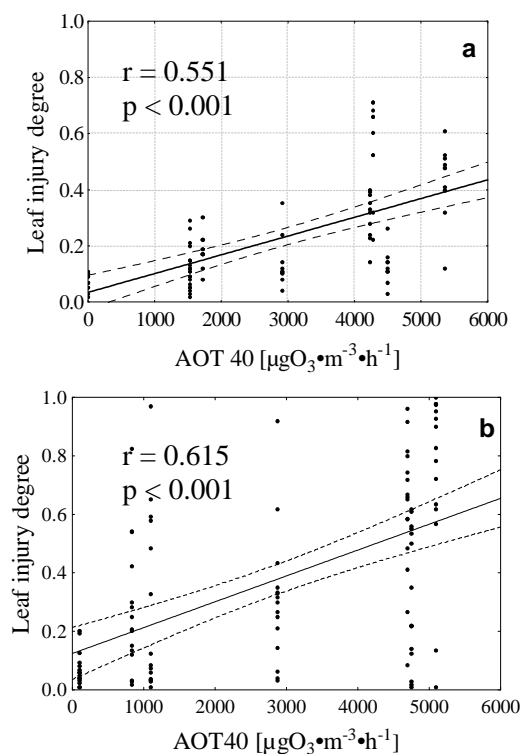 a
r = 0.551
p < 0.001
Leaf injury degree
1.0
0.8
0.6
0.4
0.2
0.0
0 1000 2000 3000 4000 5000 6000
AOT 40 [µgO₃•m⁻³•h⁻¹]
b
r = 0.615
p < 0.001
Leaf injury degree
1.0
0.8
0.6
0.4
0.2
0.0
0 1000 2000 3000 4000 5000 6000
AOT40 [µgO₃•m⁻³•h⁻¹]